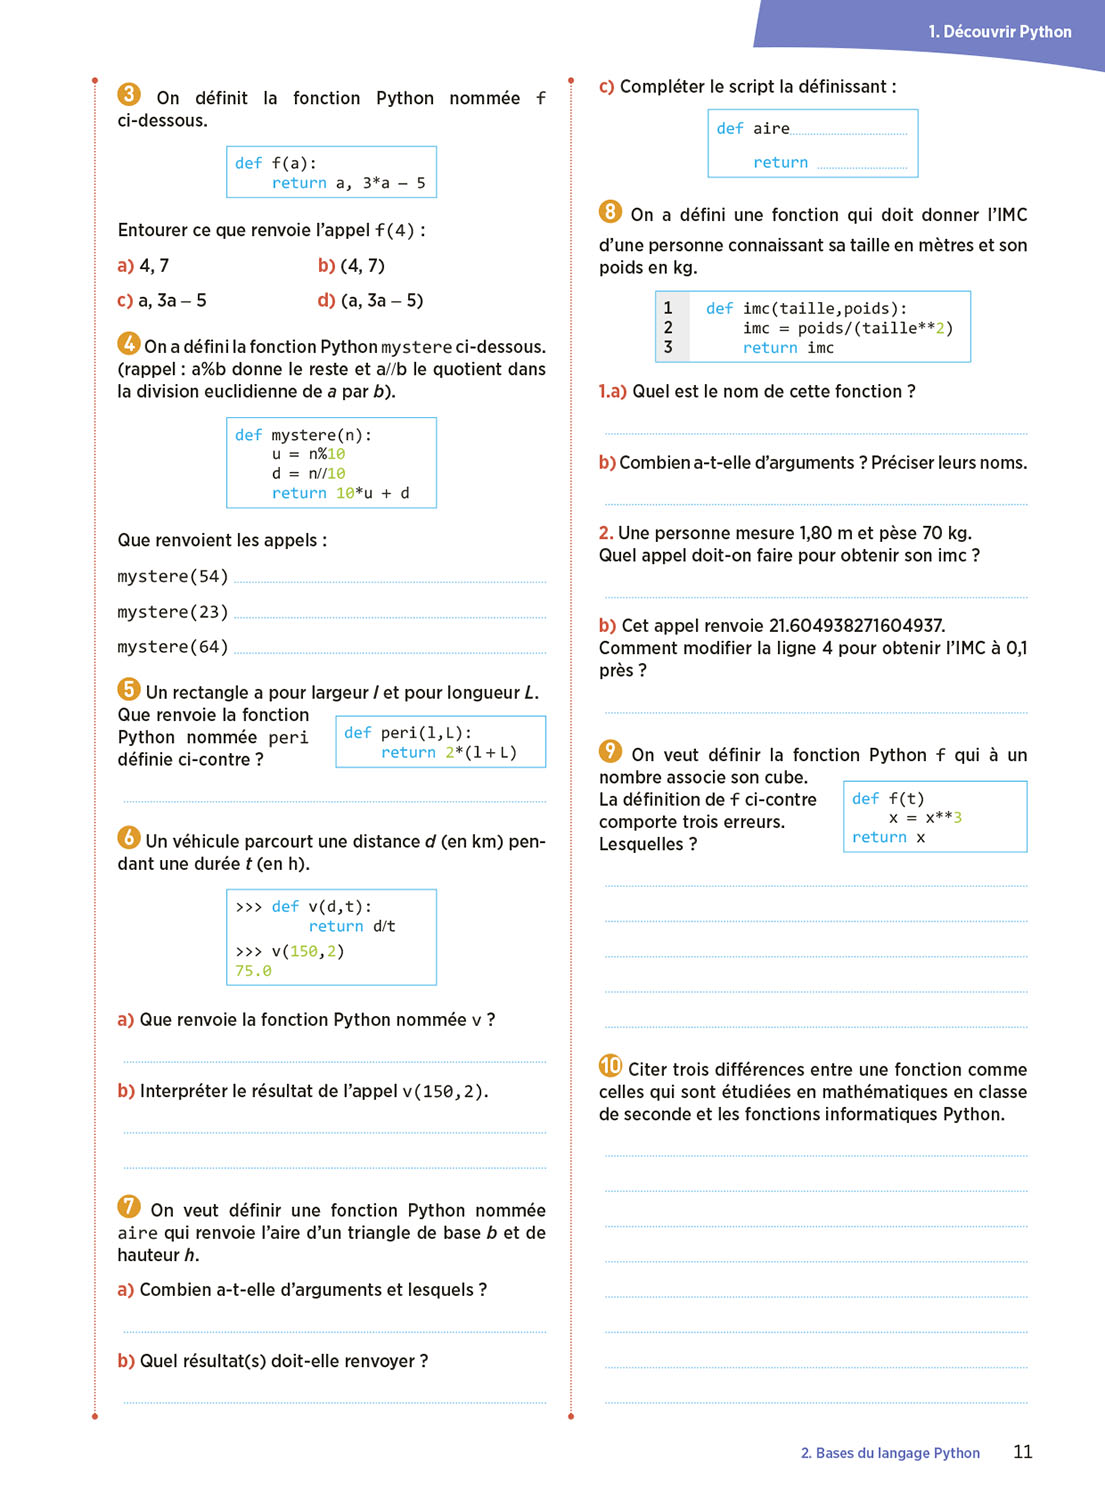 1. Découvrir Python
3 On définit la fonction Python nommée f
ci-dessous.
def f(a):
return a, 3*a – 5
Entourer ce que renvoie l'appel f(4) :
a) 4, 7
b) (4, 7)
c) a, 3a – 5
d) (a, 3a – 5)
4 On a défini la fonction Python mystere ci-dessous.
(rappel : a%b donne le reste et a//b le quotient dans
la division euclidienne de a par b).
def mystere(n):
u = n%10
d = n//10
return 10*u + d
Que renvoient les appels :
mystere(54)
mystere(23)
mystere(64)
5 Un rectangle a pour largeur l et pour longueur L.
Que renvoie la fonction
Python nommée peri
définie ci-contre ?
def peri(l,L):
return 2*(l+L)
6 Un véhicule parcourt une distance d (en km) pen-
dant une durée t (en h).
>>> def v(d,t):
return d/t
>>> v(150,2)
75.0
a) Que renvoie la fonction Python nommée v ?
b) Interpréter le résultat de l'appel v(150,2).
7 On veut définir une fonction Python nommée
aire qui renvoie l'aire d'un triangle de base b et de
hauteur h.
a) Combien a-t-elle d'arguments et lesquels ?
b) Quel résultat(s) doit-elle renvoyer ?
c) Compléter le script la définissant :
def aire
return
8 On a défini une fonction qui doit donner l'IMC
d'une personne connaissant sa taille en mètres et son
poids en kg.
1 def imc(taille,poids):
2 imc = poids/(taille**2)
3 return imc
1.a) Quel est le nom de cette fonction ?
b) Combien a-t-elle d'arguments ? Préciser leurs noms.
2. Une personne mesure 1,80 m et pèse 70 kg.
Quel appel doit-on faire pour obtenir son imc ?
b) Cet appel renvoie 21.604938271604937.
Comment modifier la ligne 4 pour obtenir l'IMC à 0,1
près ?
9 On veut définir la fonction Python f qui à un
nombre associe son cube.
La définition de f ci-contre
comporte trois erreurs.
Lesquelles ?
def f(t)
x = x**3
return x
10 Citer trois différences entre une fonction comme
celles qui sont étudiées en mathématiques en classe
de seconde et les fonctions informatiques Python.
2. Bases du langage Python 11